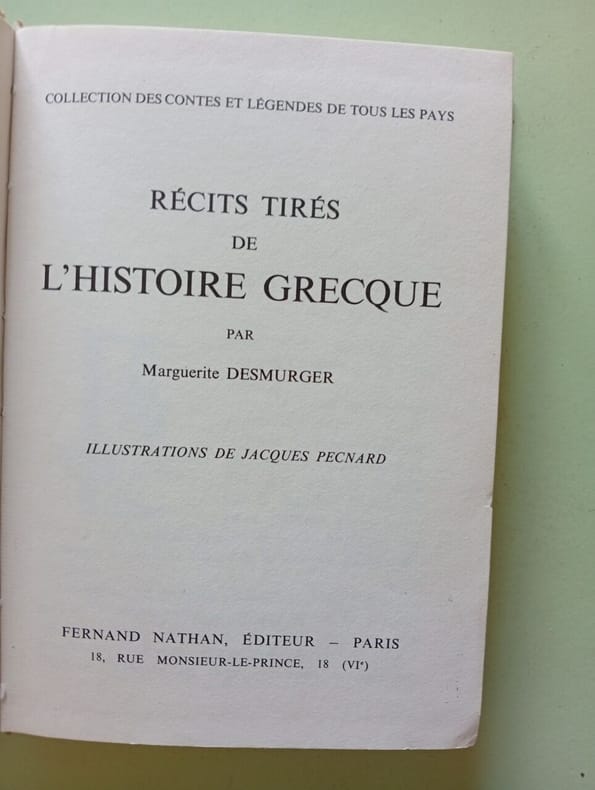 COLLECTION DES CONTES ET LÉGENDES DE TOUS LES PAYS
RÉCITS TIRÉS
DE
L'HISTOIRE GRECQUE
PAR
Marguerite DESMURGER
ILLUSTRATIONS DE JACQUES PECNARD
FERNAND NATHAN, ÉDITEUR – PARIS
18, RUE MONSIEUR-LE-PRINCE, 18 (VIᵉ)